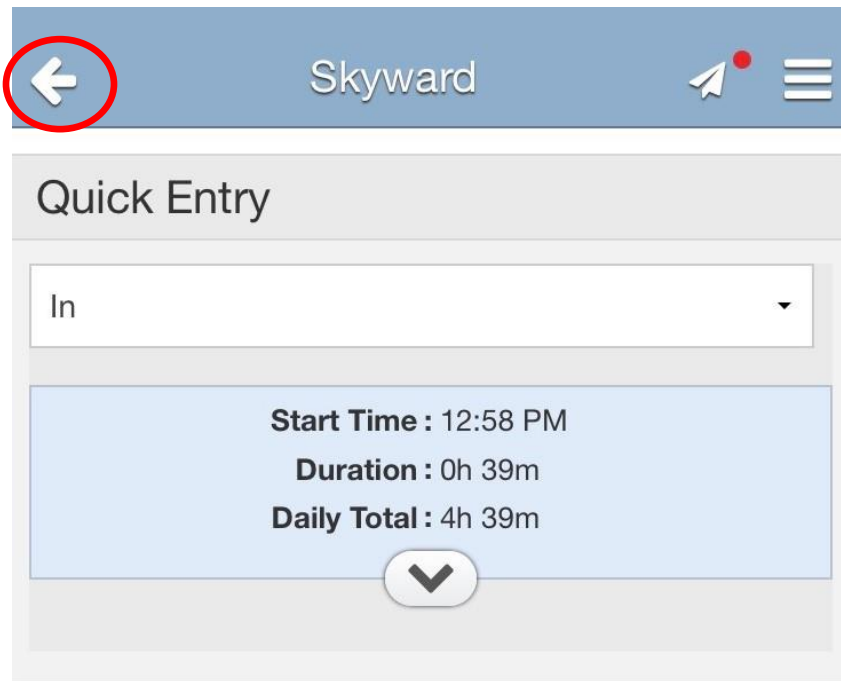 Skyward
Quick Entry
In
Start Time : 12:58 PM
Duration : 0h 39m
Daily Total : 4h 39m